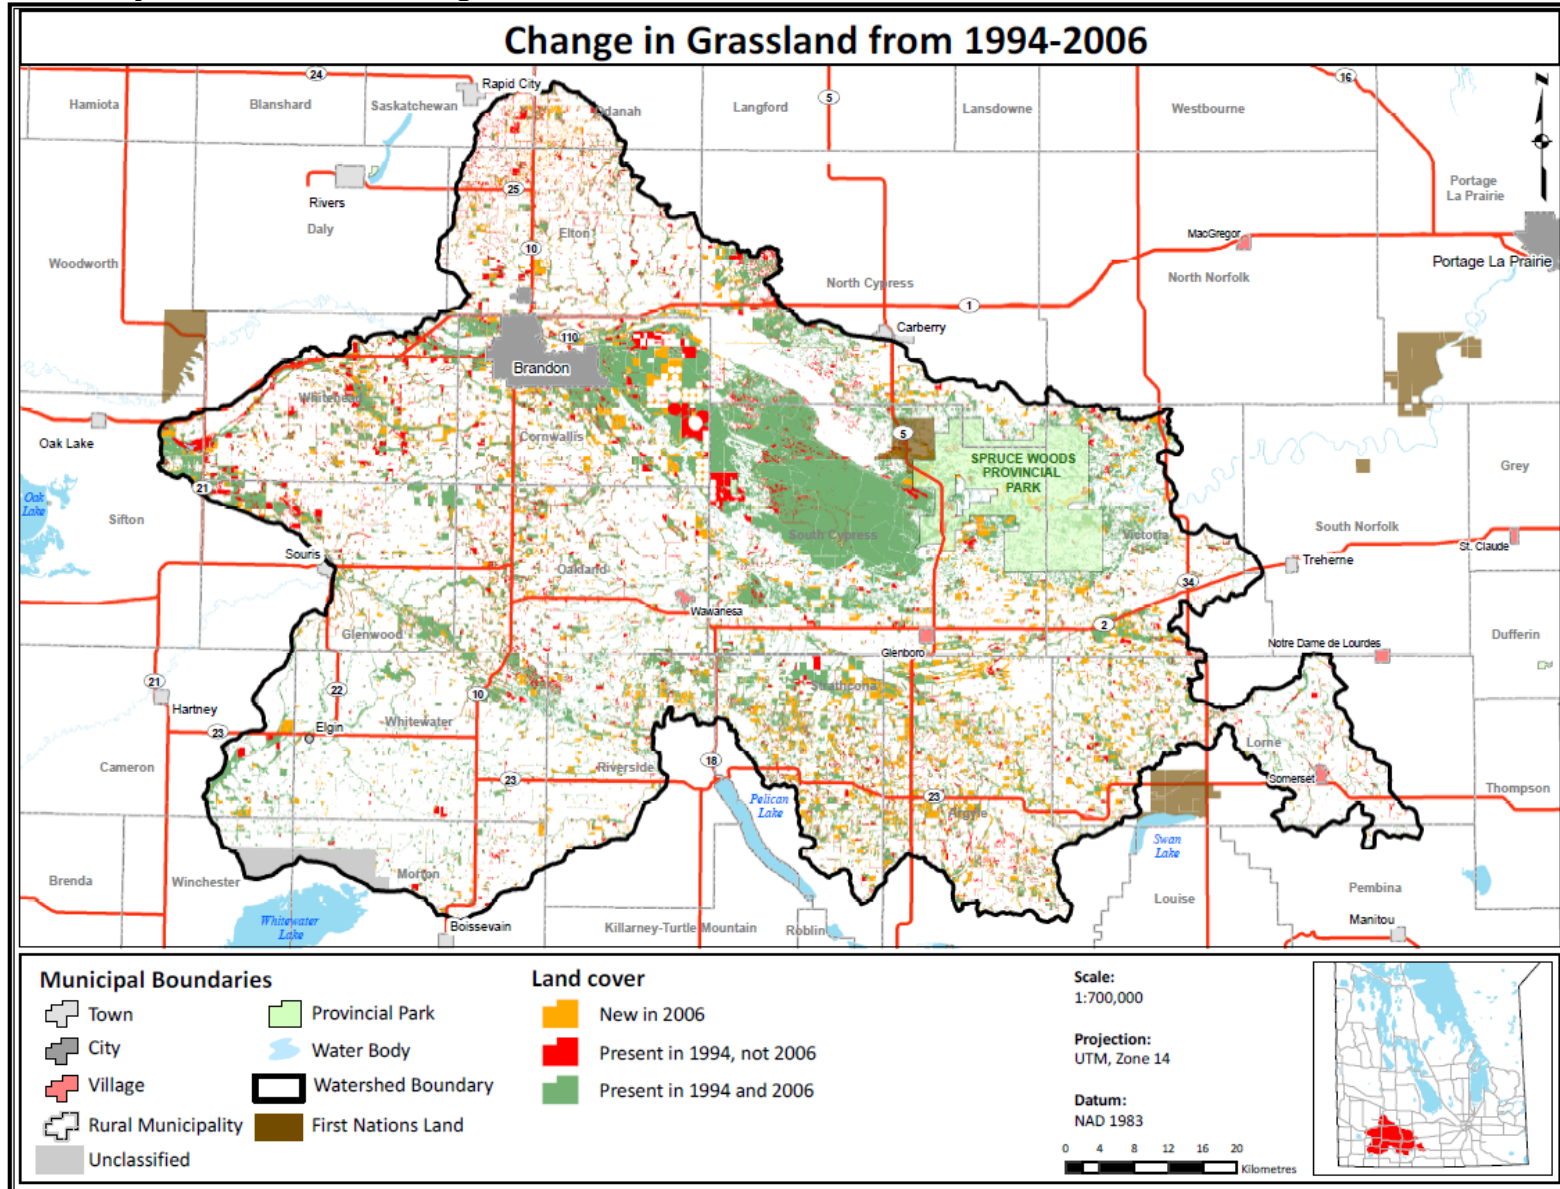 Change in Grassland from 1994-2006
24
Rapid City
16
N
Hamiota
Blanshard
Saskatchewan
Odanah
Langford
5
Lansdowne
Westbourne
Rivers
25
Portage
La Prairie
Daly
10
Elton
MacGregor
Woodworth
North Cypress
North Norfolk
Portage La Prairie
1
Carberry
110
Brandon
Whitehead
Oak Lake
Cornwallis
5
SPRUCE WOODS
PROVINCIAL
PARK
Grey
21
Oak
Lake
Sifton
South Cypress
Victoria
South Norfolk
St. Claude
Souris
Oakland
Treherne
34
Wawanesa
2
Glenwood
Glenboro
Notre Dame de Lourdes
Dufferin
21
22
10
Strathcona
Hartney
Elgin
Whitewater
23
Lorne
Cameron
Riverside
18
23
Somerset
Pelican
Lake
23
Argyle
Thompson
Swan
Lake
Brenda
Winchester
Morton
Louise
Pembina
Whitewater
Lake
Boissevain
Killarney-Turtle Mountain
Roblin
Manitou
Municipal Boundaries
Town
City
Village
Rural Municipality
Unclassified
Provincial Park
Water Body
Watershed Boundary
First Nations Land
Land cover
New in 2006
Present in 1994, not 2006
Present in 1994 and 2006
Scale:
1:700,000
Projection:
UTM, Zone 14
Datum:
NAD 1983
0 4 8 12 16 20
Kilometres